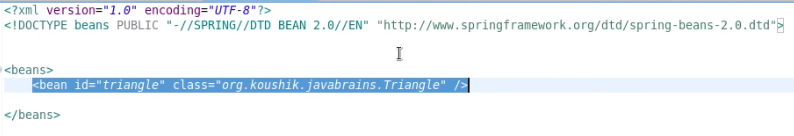 <?xml version="1.0" encoding="UTF-8"?>
<!DOCTYPE beans PUBLIC "-//SPRING//DTD BEAN 2.0//EN" "http://www.springframework.org/dtd/spring-beans-2.0.dtd">
<beans>
<bean id="triangle" class="org.koushik.javabrains.Triangle" />
</beans>